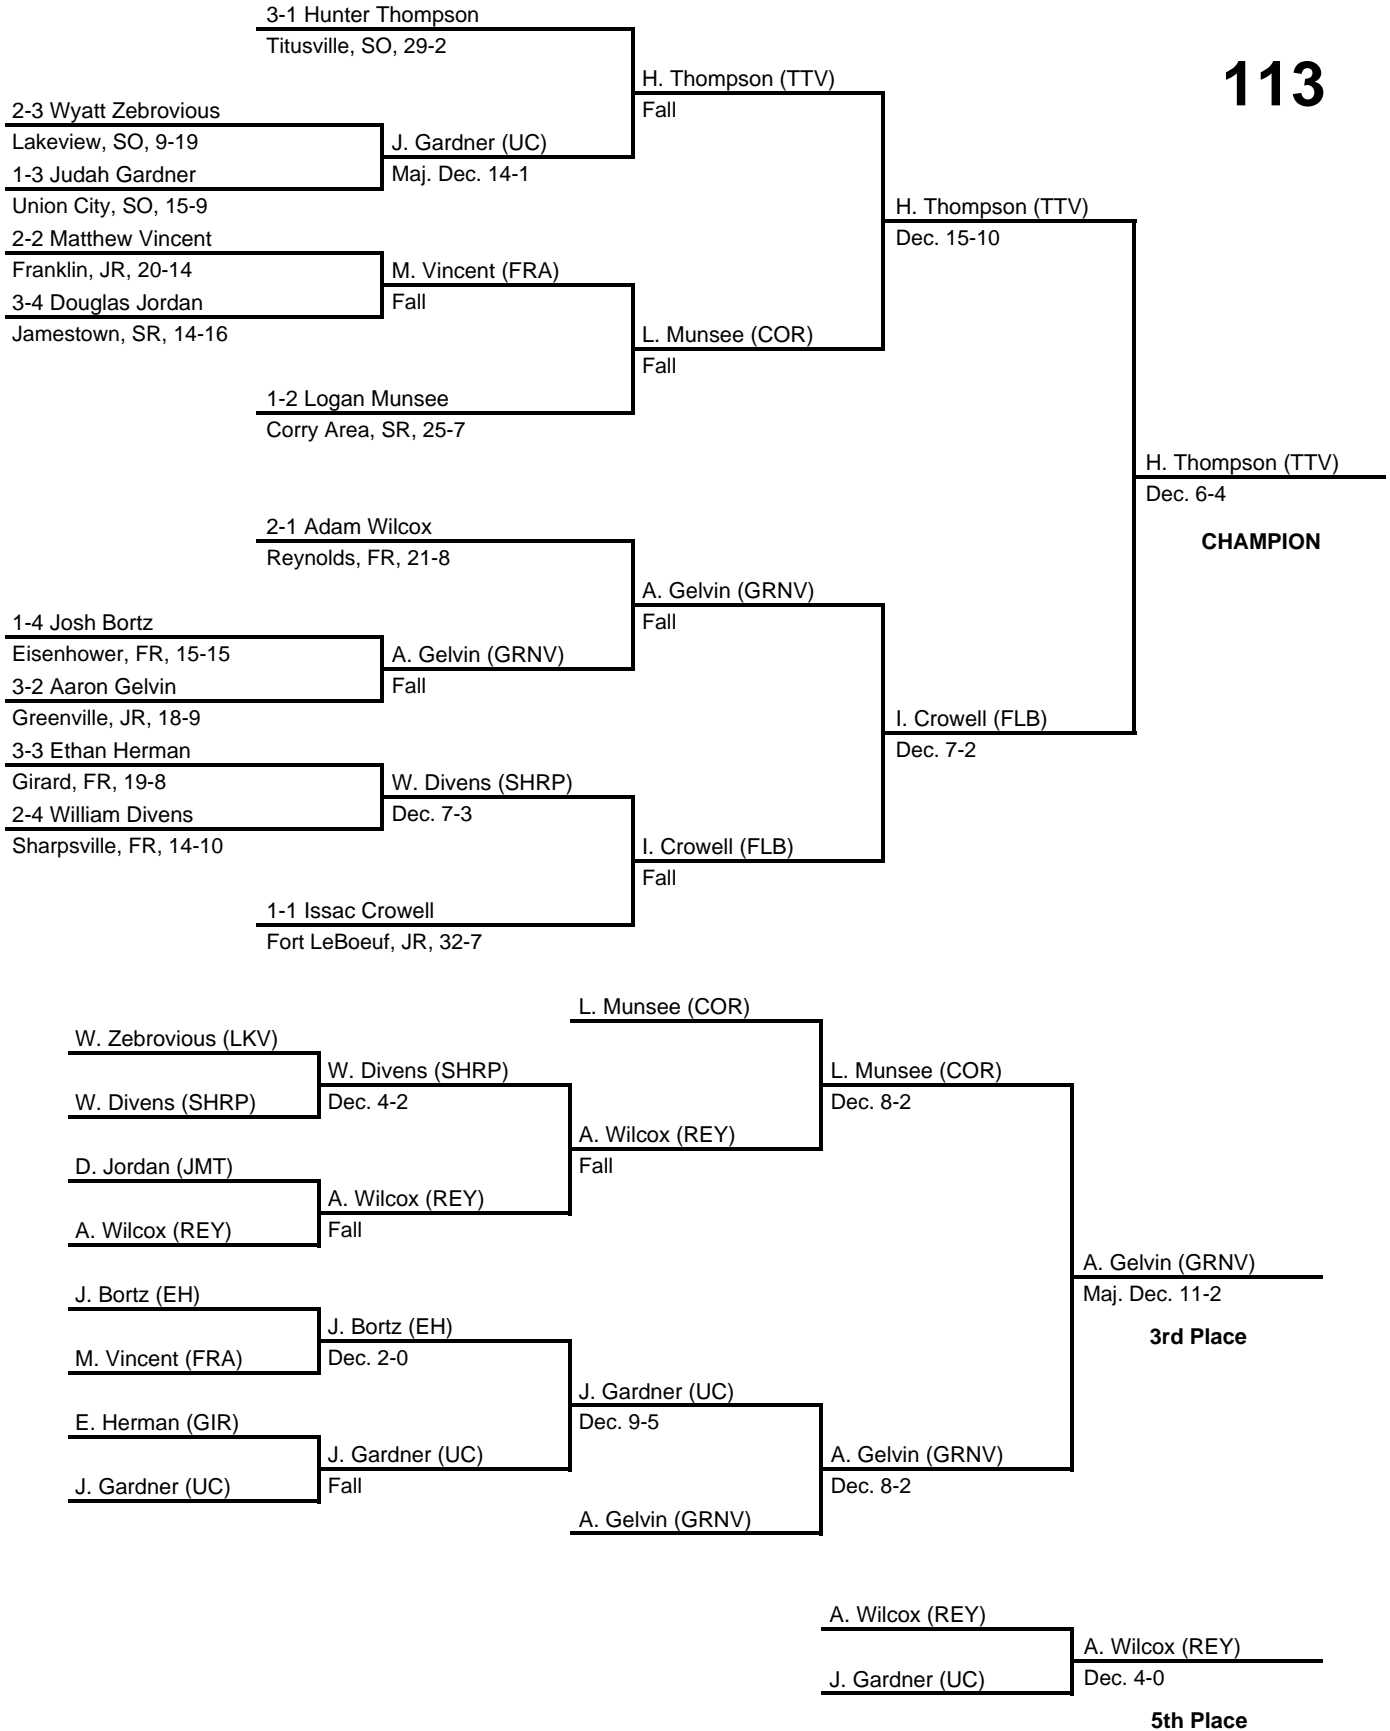 3-1 Hunter Thompson
Titusville, SO, 29-2
113
H. Thompson (TTV)
Fall
2-3 Wyatt Zebrovious
Lakeview, SO, 9-19
J. Gardner (UC)
Maj. Dec. 14-1
1-3 Judah Gardner
Union City, SO, 15-9
H. Thompson (TTV)
Dec. 15-10
2-2 Matthew Vincent
Franklin, JR, 20-14
M. Vincent (FRA)
Fall
3-4 Douglas Jordan
Jamestown, SR, 14-16
L. Munsee (COR)
Fall
1-2 Logan Munsee
Corry Area, SR, 25-7
H. Thompson (TTV)
Dec. 6-4
CHAMPION
2-1 Adam Wilcox
Reynolds, FR, 21-8
A. Gelvin (GRNV)
Fall
1-4 Josh Bortz
Eisenhower, FR, 15-15
A. Gelvin (GRNV)
Fall
3-2 Aaron Gelvin
Greenville, JR, 18-9
I. Crowell (FLB)
Dec. 7-2
3-3 Ethan Herman
Girard, FR, 19-8
W. Divens (SHRP)
Dec. 7-3
2-4 William Divens
Sharpsville, FR, 14-10
I. Crowell (FLB)
Fall
1-1 Issac Crowell
Fort LeBoeuf, JR, 32-7
L. Munsee (COR)
W. Zebrovious (LKV)
W. Divens (SHRP)
Dec. 4-2
W. Divens (SHRP)
L. Munsee (COR)
Dec. 8-2
A. Wilcox (REY)
Fall
D. Jordan (JMT)
A. Wilcox (REY)
Fall
A. Wilcox (REY)
A. Gelvin (GRNV)
Maj. Dec. 11-2
3rd Place
J. Bortz (EH)
J. Bortz (EH)
Dec. 2-0
M. Vincent (FRA)
J. Gardner (UC)
Dec. 9-5
E. Herman (GIR)
J. Gardner (UC)
Fall
J. Gardner (UC)
A. Gelvin (GRNV)
Dec. 8-2
A. Gelvin (GRNV)
A. Wilcox (REY)
A. Wilcox (REY)
Dec. 4-0
J. Gardner (UC)
5th Place